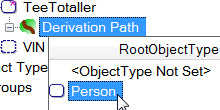 TeeTotaller
Derivation Path
VIN
RootObjectType
ct Type
<ObjectType Not Set>
roups
Person